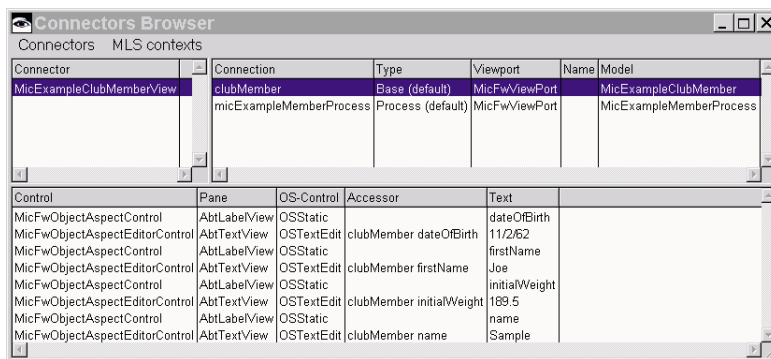 Connectors Browser
Connectors MLS contexts
Connector Connection Type Viewport Name Model
MicExampleClubMemberView clubMember Base (default) MicFwViewPort MicExampleClubMember
micExampleMemberProcess Process (default) MicFwViewPort MicExampleMemberProcess
Control Pane OS-Control Accessor Text
MicFwObjectAspectControl AbtLabelView OSStatic dateOfBirth
MicFwObjectAspectEditorControl AbtTextView OSTextEdit clubMember dateOfBirth 11/2/62
MicFwObjectAspectControl AbtLabelView OSStatic firstName
MicFwObjectAspectEditorControl AbtTextView OSTextEdit clubMember firstName Joe
MicFwObjectAspectControl AbtLabelView OSStatic initialWeight
MicFwObjectAspectEditorControl AbtTextView OSTextEdit clubMember initialWeight 189.5
MicFwObjectAspectControl AbtLabelView OSStatic name
MicFwObjectAspectEditorControl AbtTextView OSTextEdit clubMember name Sample